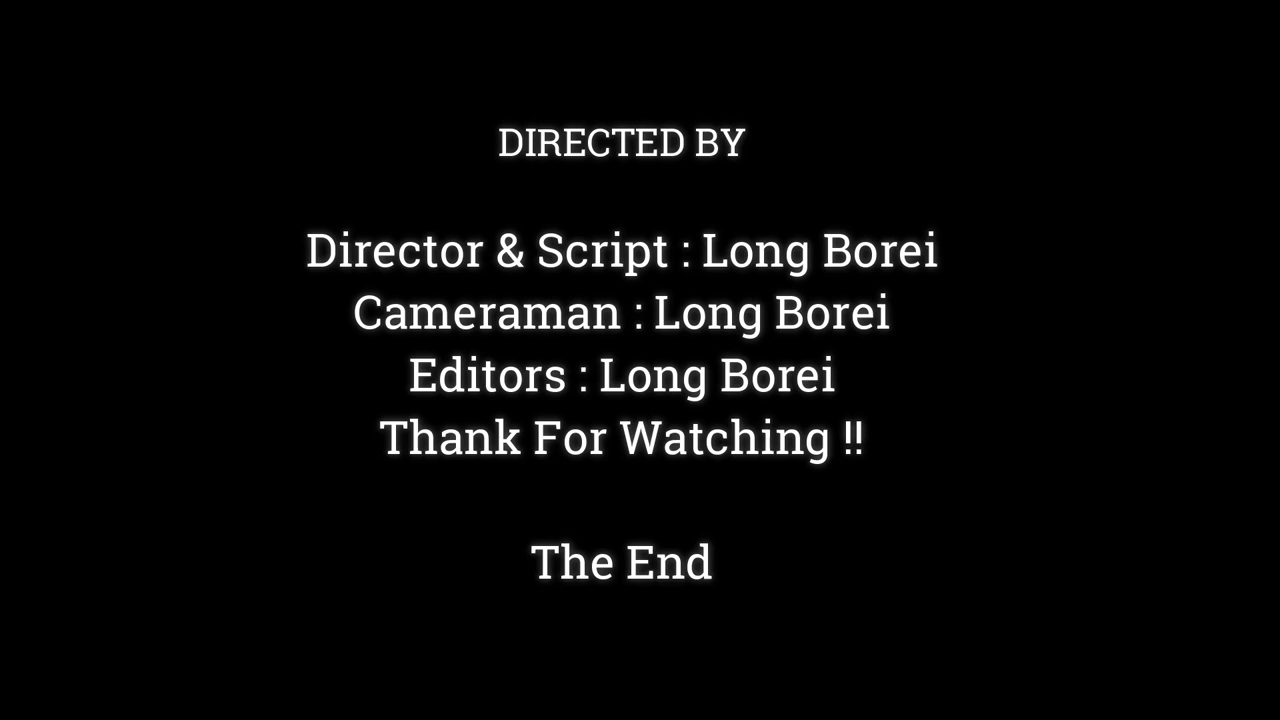 DIRECTED BY
Director & Script : Long Borei
Cameraman : Long Borei
Editors : Long Borei
Thank For Watching !!
The End